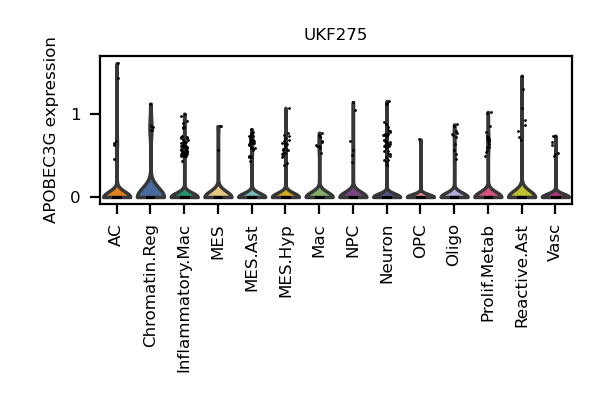 UKF275
APOBEC3G expression
1
0
AC
Chromatin.Reg
Inflammatory.Mac
MES
MES.Ast
MES.Hyp
Mac
NPC
Neuron
OPC
Oligo
Prolif.Metab
Reactive.Ast
Vasc